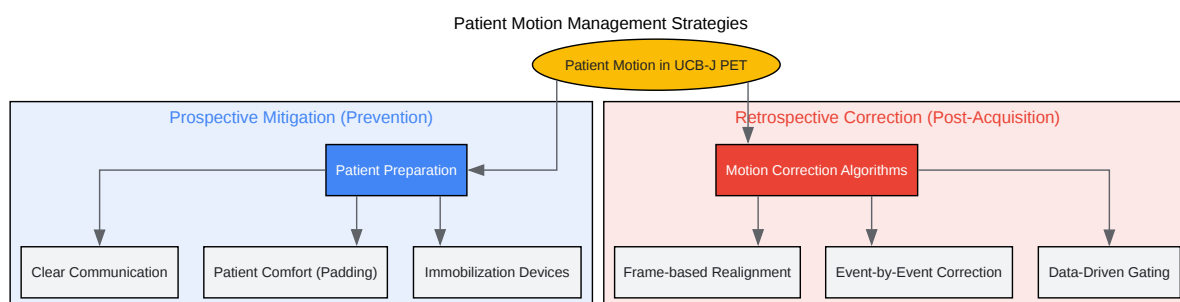 Patient Motion Management Strategies
Patient Motion in UCB-J PET
Prospective Mitigation (Prevention)
Retrospective Correction (Post-Acquisition)
Patient Preparation
Motion Correction Algorithms
Clear Communication
Patient Comfort (Padding)
Immobilization Devices
Frame-based Realignment
Event-by-Event Correction
Data-Driven Gating